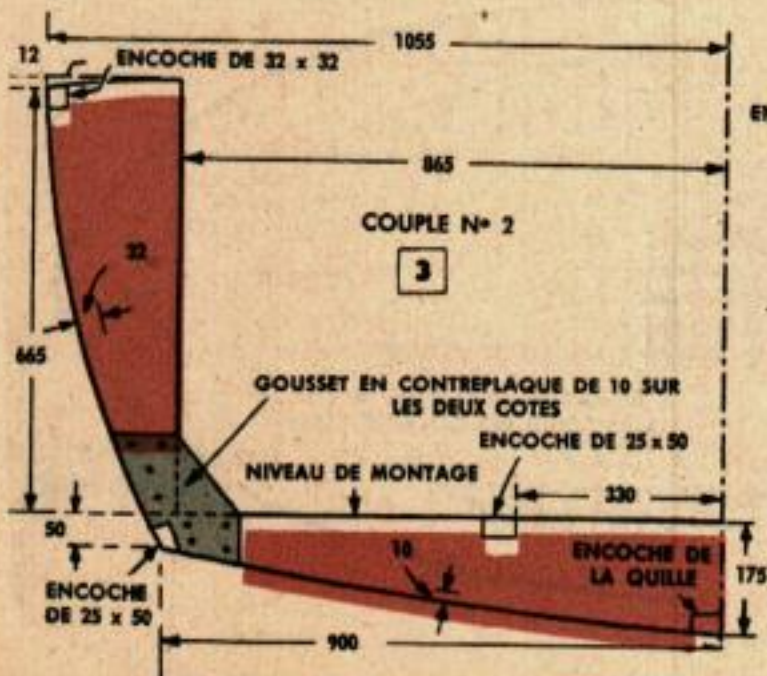 1055
12
ENCOCHE DE 32 x 32
865
COUPLE No 2
3
32
665
GOUSSET EN CONTREPLAQUE DE 10 SUR
LES DEUX COTES
ENCOCHE DE 25 x 50
NIVEAU DE MONTAGE
330
50
10
ENCOCHE DE
LA QUILLE
175
ENCOCHE
DE 25 x 50
900